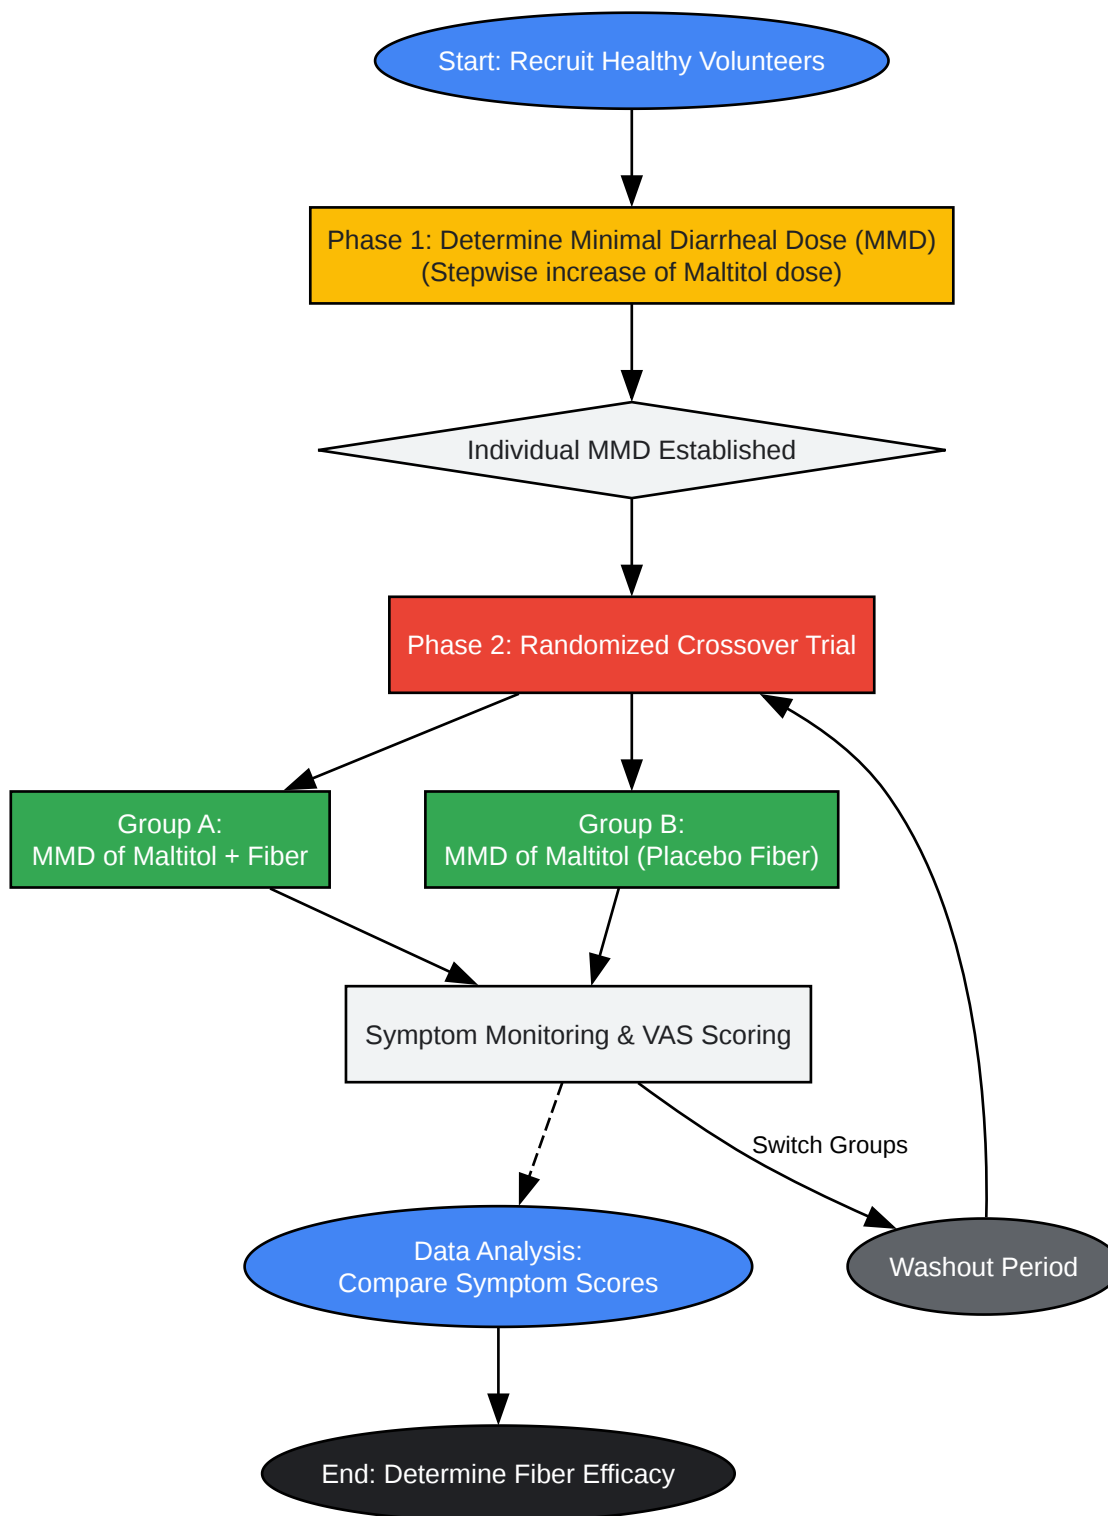 Start: Recruit Healthy Volunteers
Phase 1: Determine Minimal Diarrheal Dose (MMD)
(Stepwise increase of Maltitol dose)
Individual MMD Established
Phase 2: Randomized Crossover Trial
Group A:
MMD of Maltitol + Fiber
Group B:
MMD of Maltitol (Placebo Fiber)
Symptom Monitoring & VAS Scoring
Switch Groups
Data Analysis:
Compare Symptom Scores
Washout Period
End: Determine Fiber Efficacy